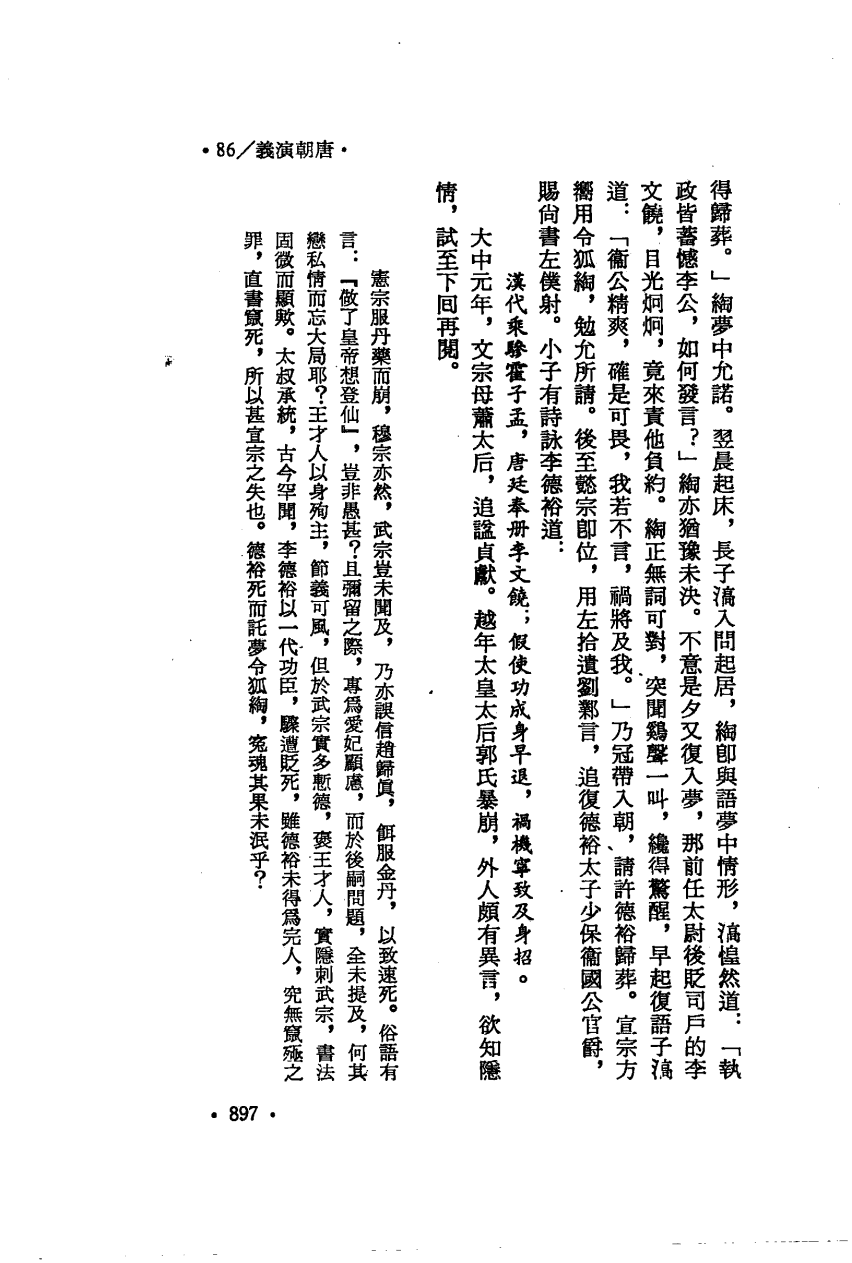 ·86/義演朝唐·
得歸葬。」綯夢中允諾。翌晨起床，長子滈入問起居，綯卽與語夢中情形，滈惶然道：「執
政皆蓄憾李公，如何發言？」綯亦猶豫未決。不意是夕又復入夢，那前任太尉後貶司戶的李
文饒，目光炯炯，竟來責他負約。綯正無詞可對，突聞鷄聲一叫，纔得驚醒，早起復語子滈
道：「衞公精爽，確是可畏，我若不言，禍將及我。」乃冠帶入朝，請許德裕歸葬。宣宗方
嚮用令狐綯，勉允所請。後至懿宗卽位，用左拾遺劉鄴言，追復德裕太子少保衞國公官爵，
賜尙書左僕射。小子有詩詠李德裕道：
漢代乘驂霍子孟，唐廷奉册李文饒；假使功成身早退，禍機寧致及身招。
大中元年，文宗母蕭太后，追諡貞獻。越年太皇太后郭氏暴崩，外人頗有異言，欲知隱
情，試至下回再閱。
憲宗服丹藥而崩，穆宗亦然，武宗豈未聞及，乃亦誤信趙歸眞，餌服金丹，以致速死。俗語有
言：『做了皇帝想登仙』，豈非愚甚？且彌留之際，專爲愛妃顧慮，而於後嗣問題，全未提及，何其
戀私情而忘大局耶？王才人以身殉主，節義可風，但於武宗實多慚德，褒王才人，實隱刺武宗，書法
固微而顯歟。太叔承統，古今罕聞，李德裕以一代功臣，驟遭貶死，雖德裕未得爲完人，究無竄殛之
罪，直書竄死，所以甚宣宗之失也。德裕死而託夢令狐綯，寃魂其果未泯乎？
·897·